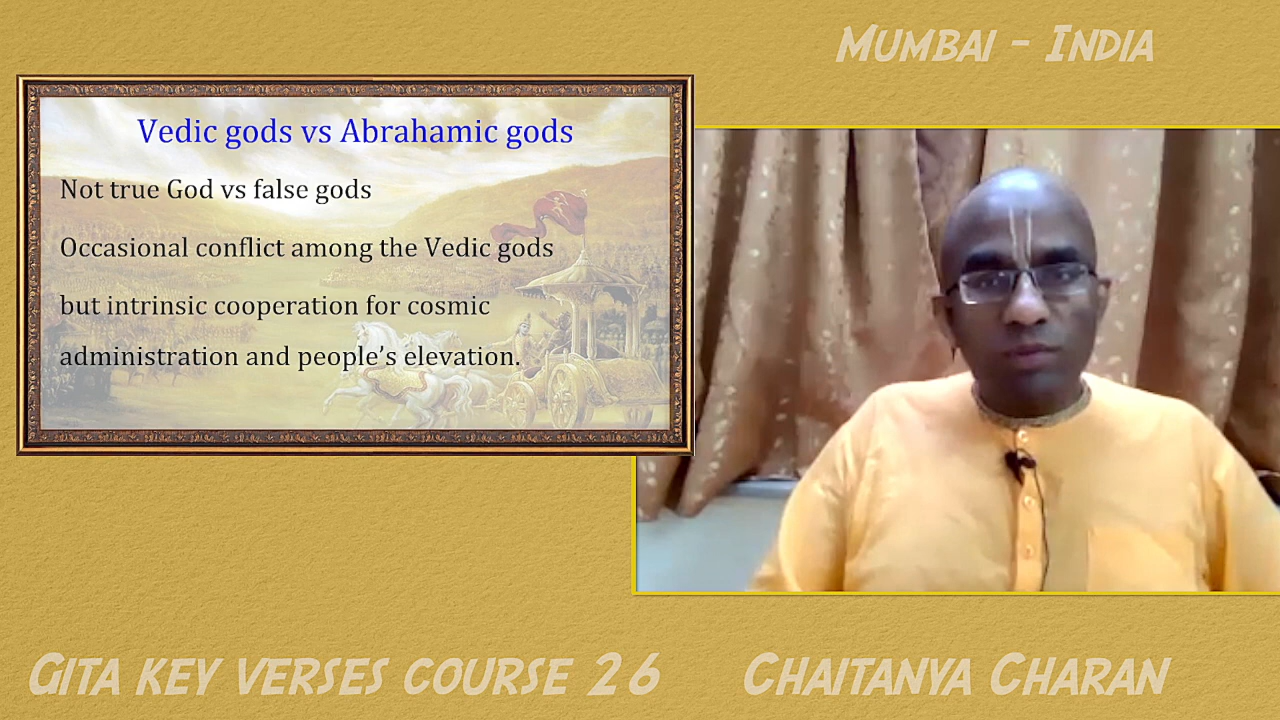 Mumbai - India
Vedic gods vs Abrahamic gods
Not true God vs false gods
Occasional conflict among the Vedic gods
but intrinsic cooperation for cosmic
administration and people’s elevation.
Gita key verses course 26
Chaitanya Charan